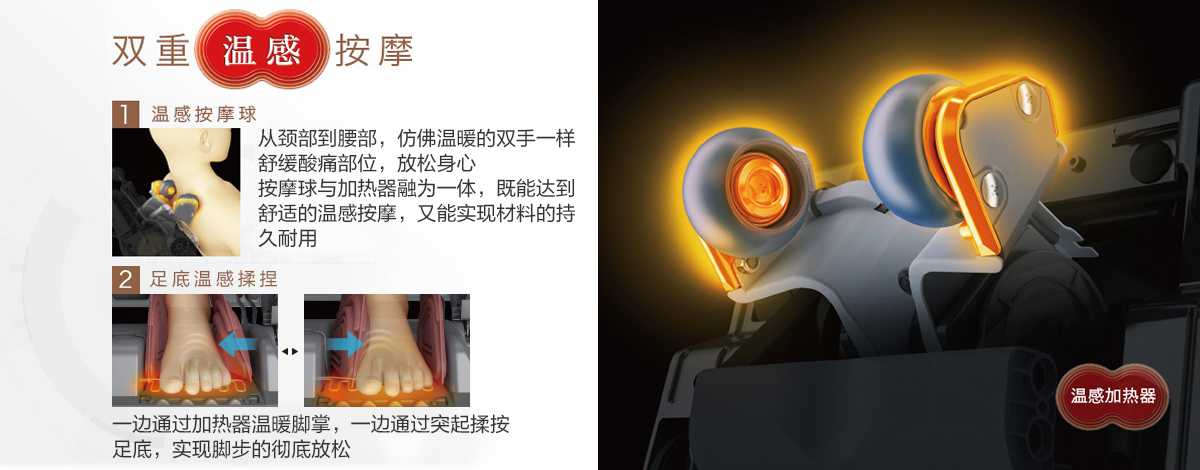 双重温感按摩
1 温感按摩球
从颈部到腰部，仿佛温暖的双手一样
舒缓酸痛部位，放松身心
按摩球与加热器融为一体，既能达到
舒适的温感按摩，又能实现材料的持
久耐用
2 足底温感揉捏
一边通过加热器温暖脚掌，一边通过突起揉按
足底，实现脚步的彻底放松
温感加热器